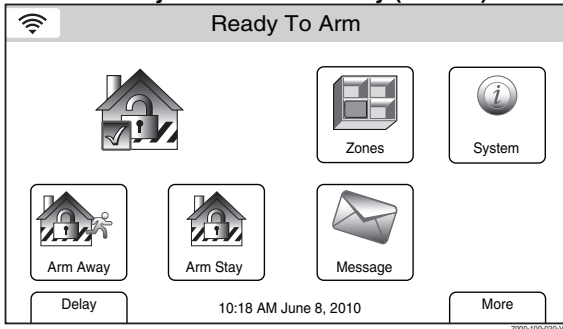 Ready To Arm
Zones
System
Arm Away
Arm Stay
Message
Delay
10:18 AM June 8, 2010
More